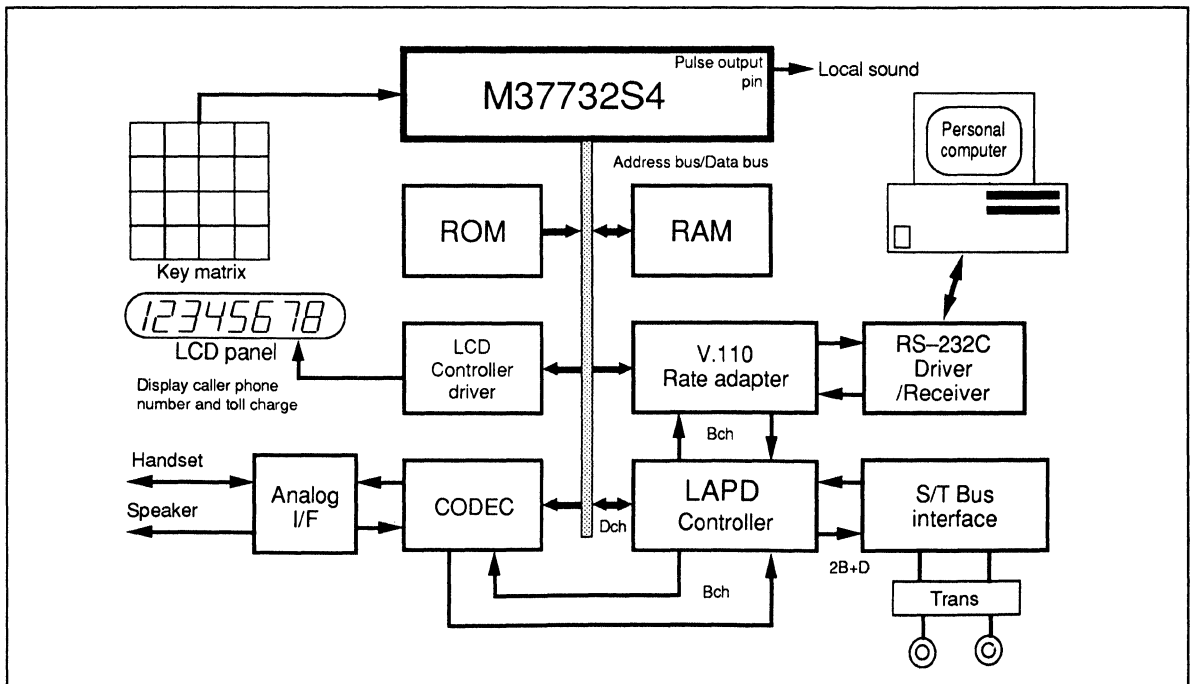 Pulse output
pin
Local sound
M37732S4
Personal
computer
Address bus/Data bus
ROM
RAM
Key matrix
12345678
LCD panel
Display caller phone
number and toll charge
LCD
Controller
driver
V.110
Rate adapter
RS–232C
Driver
/Receiver
Bch
Handset
Speaker
Analog
I/F
CODEC
Dch
LAPD
Controller
S/T Bus
interface
2B+D
Bch
Trans